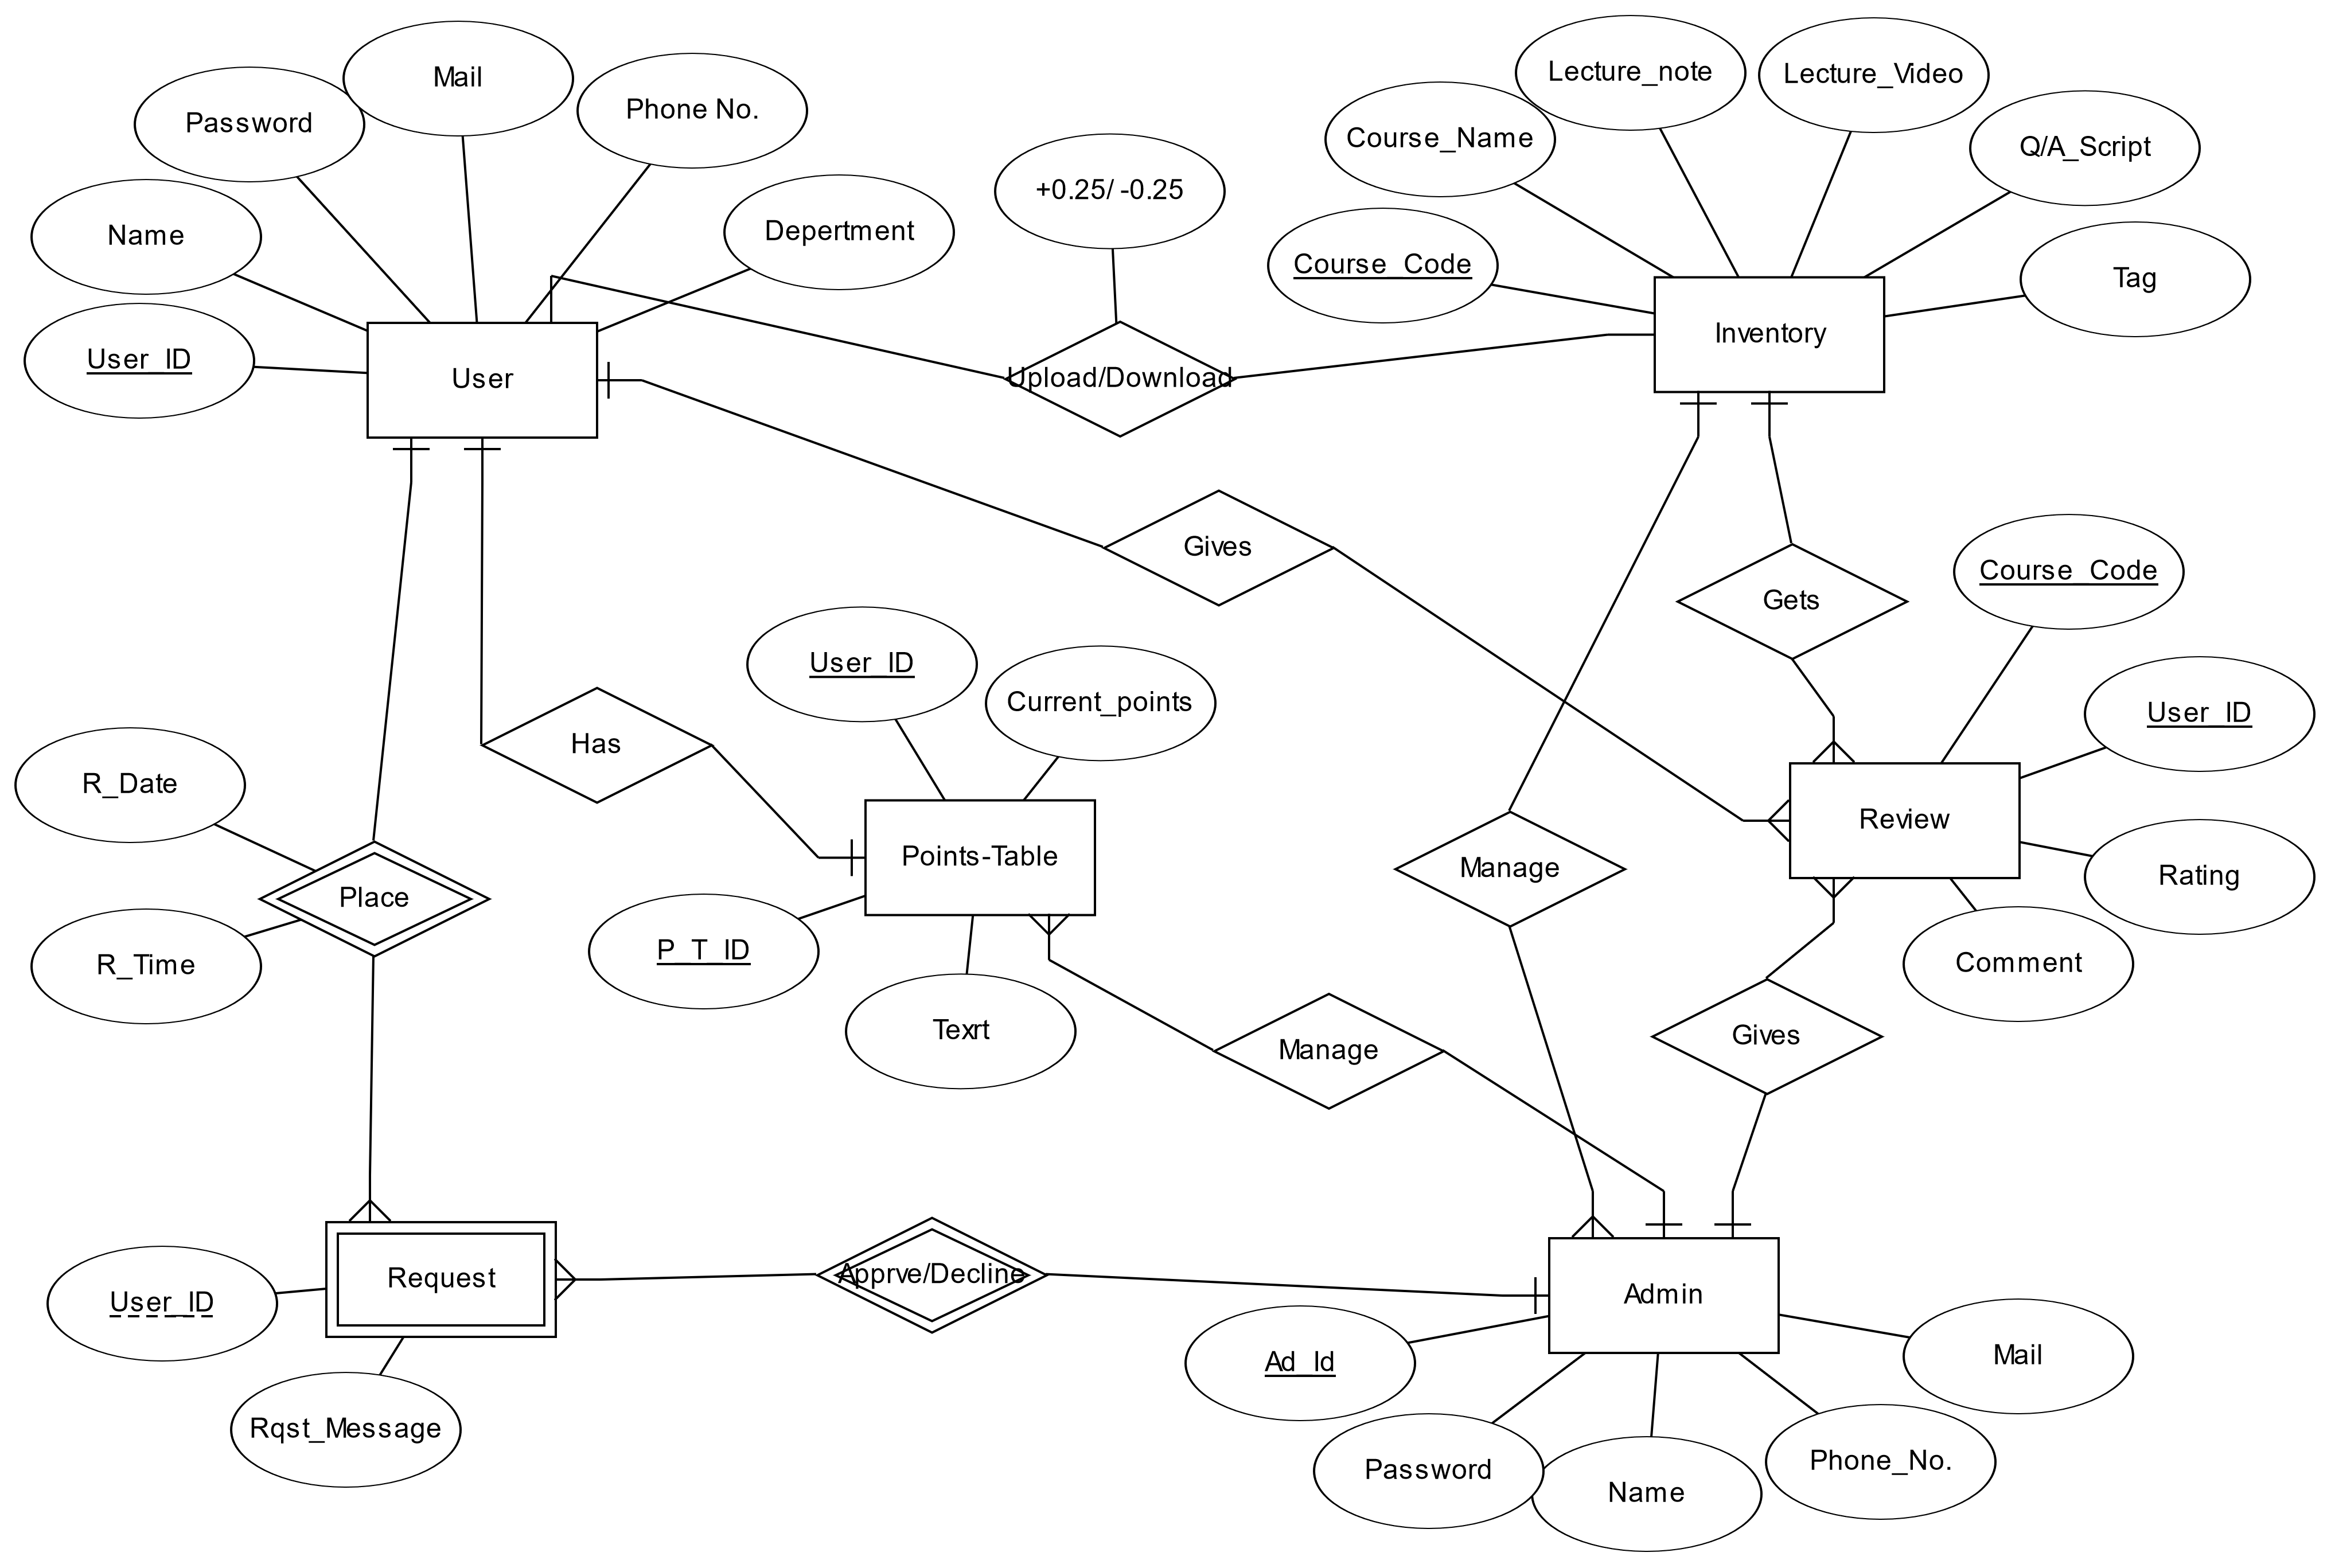 Mail
Password
Phone No.
Name
Depertment
User_ID
User
+0.25/ -0.25
Upload/Download
Lecture_note
Lecture_Video
Course_Name
Q/A_Script
Course_Code
Tag
Inventory
Gives
Gets
Course_Code
User_ID
Review
Rating
Comment
User_ID
Current_points
Has
Points-Table
P_T_ID
Texrt
R_Date
Place
R_Time
Manage
Manage
Gives
Request
User_ID
Rqst_Message
Apprve/Decline
Admin
Ad_Id
Password
Name
Phone_No.
Mail